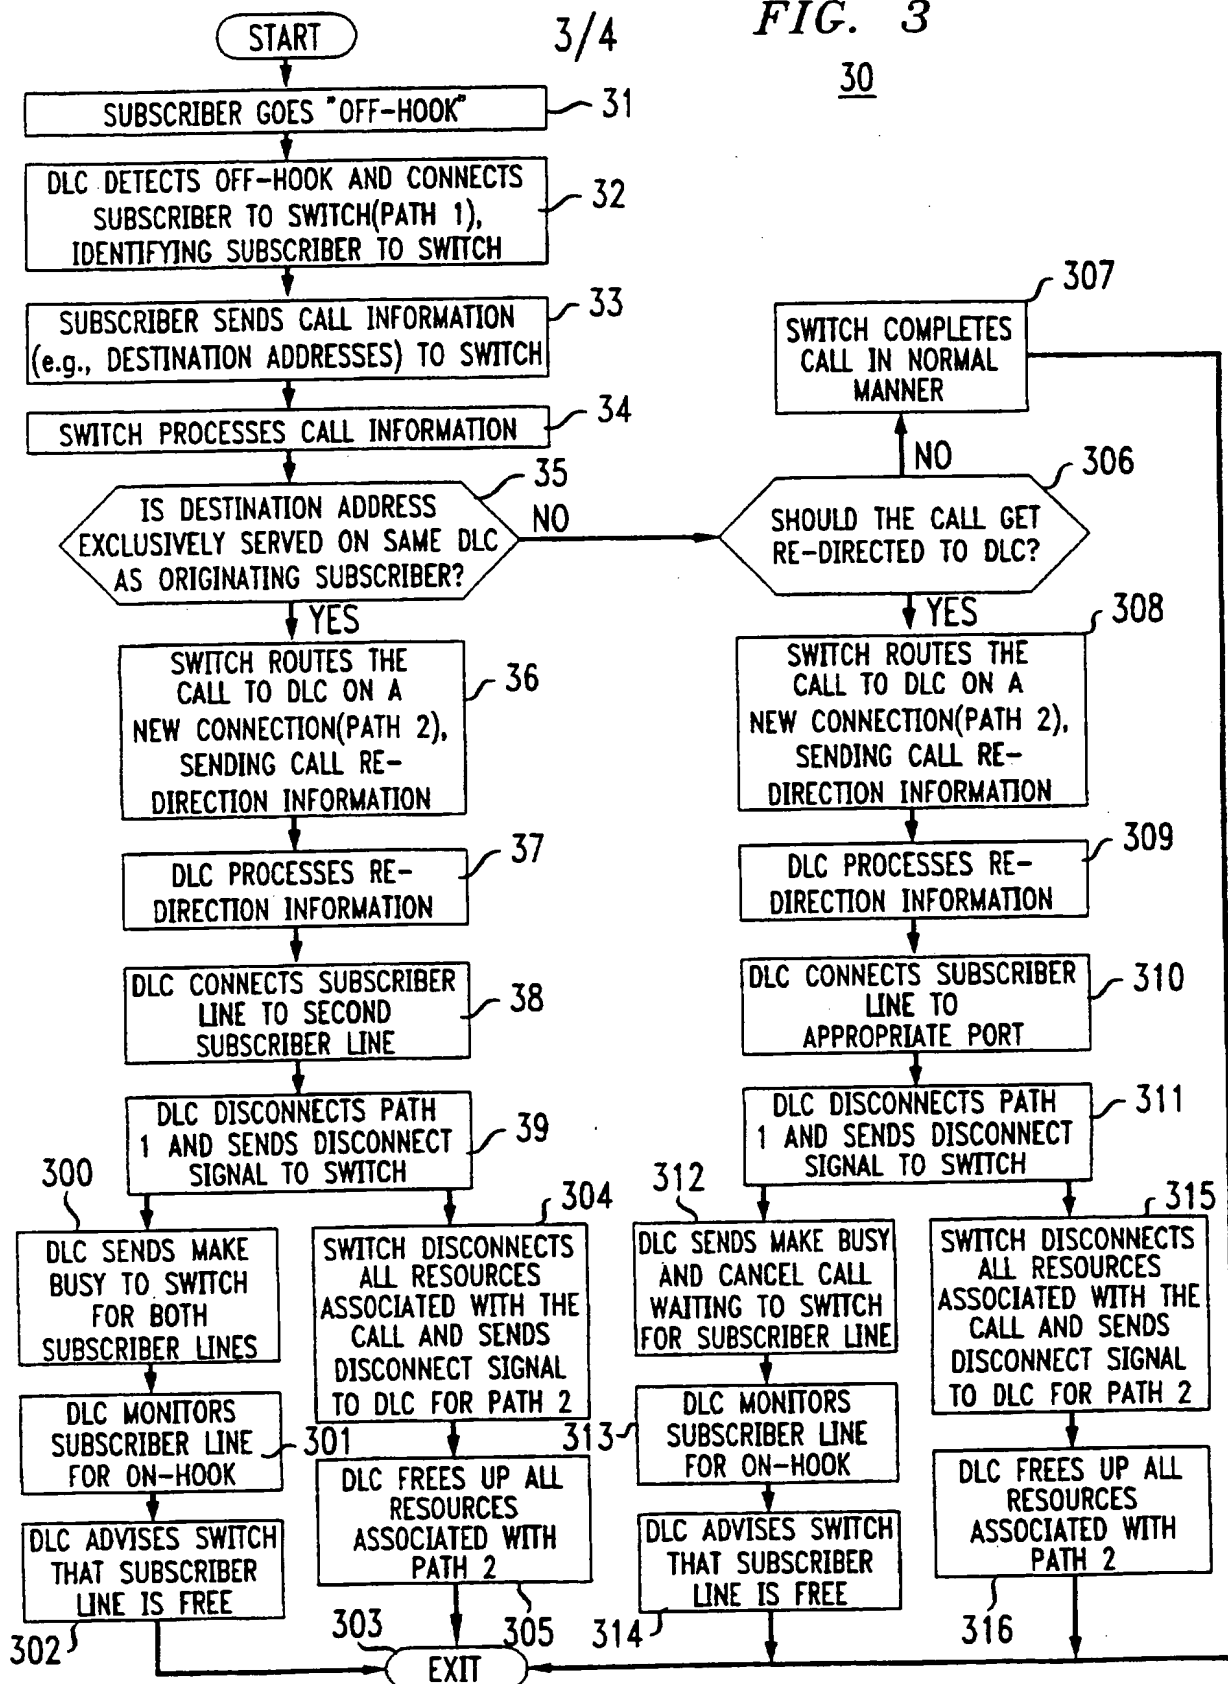 FIG. 3
3/4
30
START
SUBSCRIBER GOES "OFF-HOOK"
31
DLC DETECTS OFF-HOOK AND CONNECTS
SUBSCRIBER TO SWITCH(PATH 1),
IDENTIFYING SUBSCRIBER TO SWITCH
32
SUBSCRIBER SENDS CALL INFORMATION
(e.g., DESTINATION ADDRESSES) TO SWITCH
33
SWITCH PROCESSES CALL INFORMATION
34
IS DESTINATION ADDRESS
EXCLUSIVELY SERVED ON SAME DLC
AS ORIGINATING SUBSCRIBER?
35
NO
YES
SWITCH ROUTES THE
CALL TO DLC ON A
NEW CONNECTION(PATH 2),
SENDING CALL RE-
DIRECTION INFORMATION
36
DLC PROCESSES RE-
DIRECTION INFORMATION
37
DLC CONNECTS SUBSCRIBER
LINE TO SECOND
SUBSCRIBER LINE
38
DLC DISCONNECTS PATH
1 AND SENDS DISCONNECT
SIGNAL TO SWITCH
39
300
DLC SENDS MAKE
BUSY TO SWITCH
FOR BOTH
SUBSCRIBER LINES
DLC MONITORS
SUBSCRIBER LINE
FOR ON-HOOK
301
DLC ADVISES SWITCH
THAT SUBSCRIBER
LINE IS FREE
302
304
SWITCH DISCONNECTS
ALL RESOURCES
ASSOCIATED WITH THE
CALL AND SENDS
DISCONNECT SIGNAL
TO DLC FOR PATH 2
DLC FREES UP ALL
RESOURCES
ASSOCIATED WITH
PATH 2
305
303
EXIT
307
SWITCH COMPLETES
CALL IN NORMAL
MANNER
NO
306
SHOULD THE CALL GET
RE-DIRECTED TO DLC?
YES
308
SWITCH ROUTES THE
CALL TO DLC ON A
NEW CONNECTION(PATH 2),
SENDING CALL RE-
DIRECTION INFORMATION
309
DLC PROCESSES RE-
DIRECTION INFORMATION
DLC CONNECTS SUBSCRIBER
LINE TO
APPROPRIATE PORT
310
DLC DISCONNECTS PATH
1 AND SENDS DISCONNECT
SIGNAL TO SWITCH
311
312
DLC SENDS MAKE BUSY
AND CANCEL CALL
WAITING TO SWITCH
FOR SUBSCRIBER LINE
313
DLC MONITORS
SUBSCRIBER LINE
FOR ON-HOOK
DLC ADVISES SWITCH
THAT SUBSCRIBER
LINE IS FREE
314
315
SWITCH DISCONNECTS
ALL RESOURCES
ASSOCIATED WITH THE
CALL AND SENDS
DISCONNECT SIGNAL
TO DLC FOR PATH 2
DLC FREES UP ALL
RESOURCES
ASSOCIATED WITH
PATH 2
316